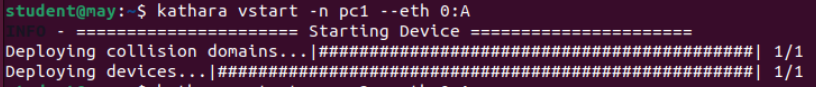 student@may:~$ kathara vstart -n pc1 --eth 0:A
INFO - ====================== Starting Device ======================
Deploying collision domains...|###########################################| 1/1
Deploying devices...|#####################################################| 1/1